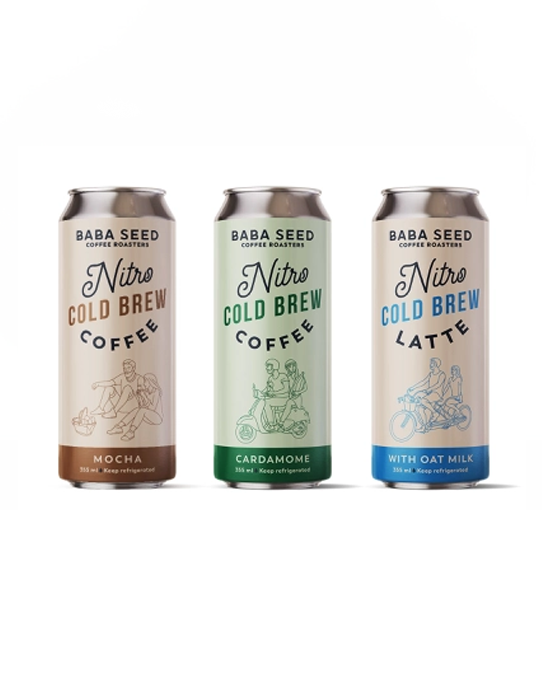 BABA SEED
COFFEE ROASTERS
Nitro
COLD BREW
COFFEE
MOCHA
355 ml • Keep refrigerated
BABA SEED
COFFEE ROASTERS
Nitro
COLD BREW
COFFEE
CARDAMOME
355 ml • Keep refrigerated
BABA SEED
COFFEE ROASTERS
Nitro
COLD BREW
LATTE
WITH OAT MILK
355 ml • Keep refrigerated